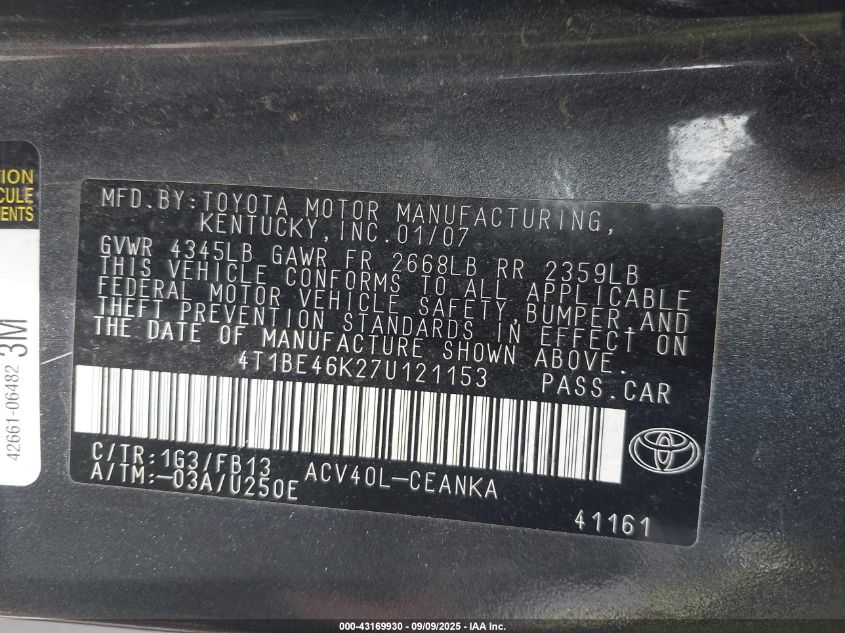 TION
CULE
ENTS
3M
42661-06482
MFD.BY:TOYOTA MOTOR MANUFACTURING,
KENTUCKY,INC.01/07
GVWR 4345LB GAWR FR 2668LB RR 2359LB
THIS VEHICLE CONFORMS TO ALL APPLICABLE
FEDERAL MOTOR VEHICLE SAFETY,BUMPER,AND
THEFT PREVENTION STANDARDS IN EFFECT ON
THE DATE OF MANUFACTURE SHOWN ABOVE.
4T1BE46K27U121153 PASS.CAR
C/TR:1G3/FB13 ACV40L-CEANKA
A/TM:-03A/U250E
41161
000-43169930 - 09/09/2025 - IAA Inc.